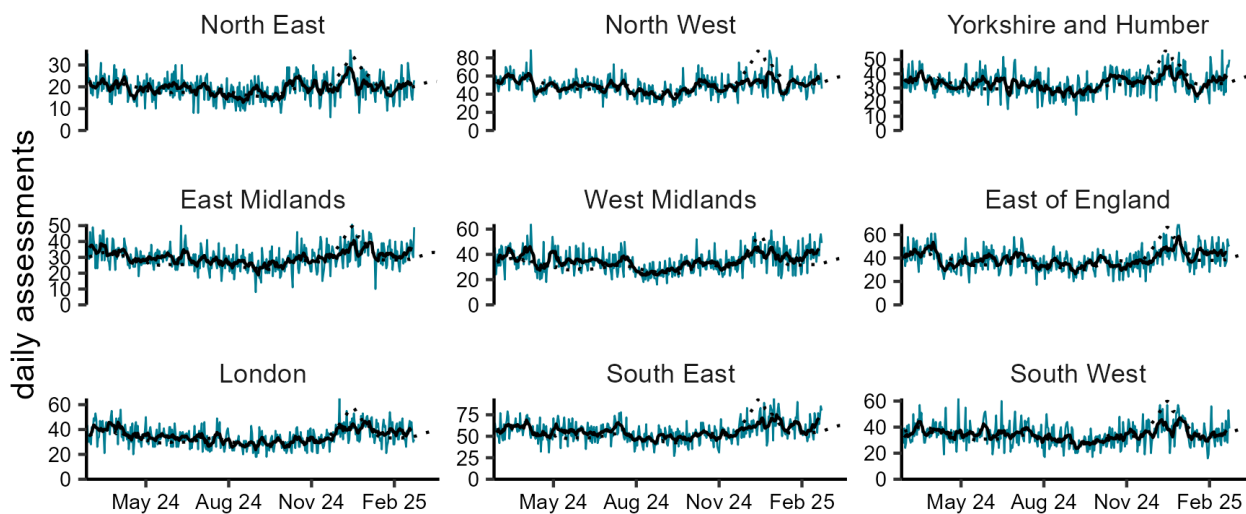 North East North West Yorkshire and Humber
30 80 50
20 60 40
10 40 30
0 20 20
0 10
0
daily assessments
East Midlands West Midlands East of England
50 60 60
40 40 40
30 20 20
20 0 0
10
0
London South East South West
60 75 60
40 50 40
20 25 20
0 0 0
May 24 Aug 24 Nov 24 Feb 25 May 24 Aug 24 Nov 24 Feb 25 May 24 Aug 24 Nov 24 Feb 25